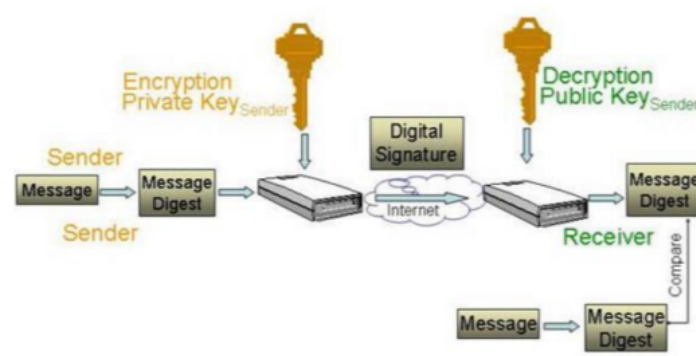 Encryption
Private Key Sender
Decryption
Public Key Sender
Digital
Signature
Sender
Message
Message
Digest
Sender
Internet
Receiver
Message
Digest
Compare
Message
Message
Digest